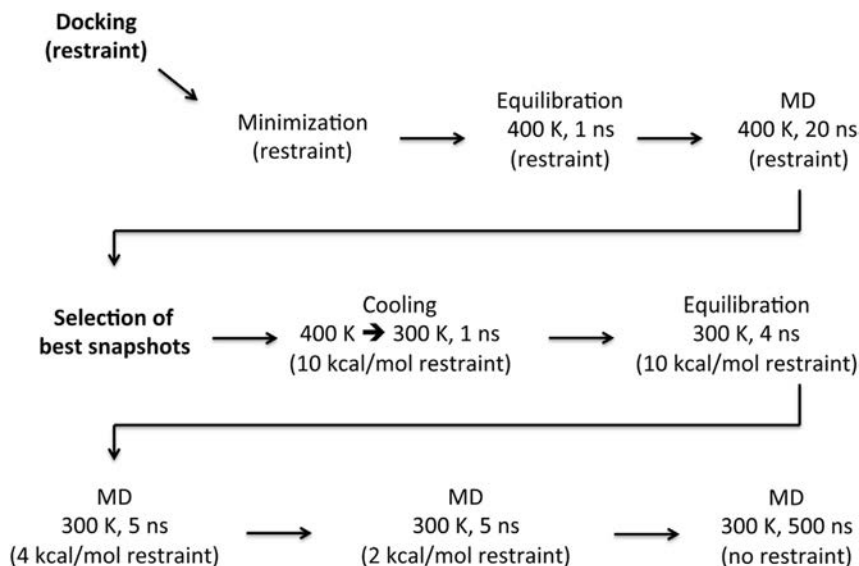 Docking
(restraint)
Minimization
(restraint)
Equilibration
400 K, 1 ns
(restraint)
MD
400 K, 20 ns
(restraint)
Selection of
best snapshots
Cooling
400 K ➔ 300 K, 1 ns
(10 kcal/mol restraint)
Equilibration
300 K, 4 ns
(10 kcal/mol restraint)
MD
300 K, 5 ns
(4 kcal/mol restraint)
MD
300 K, 5 ns
(2 kcal/mol restraint)
MD
300 K, 500 ns
(no restraint)